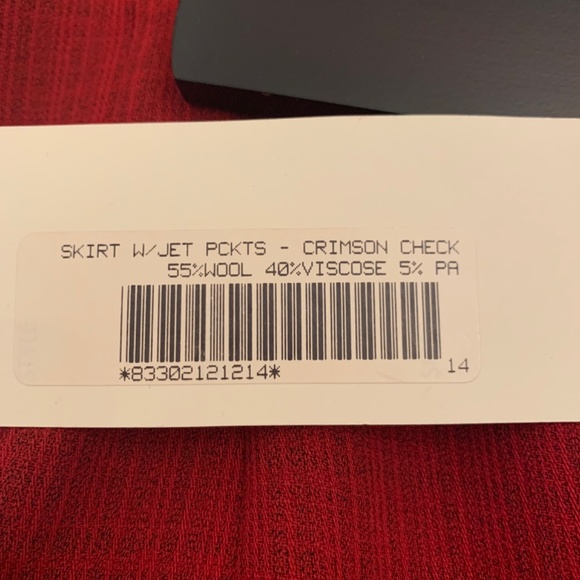 SKIRT W/JET PCKTS - CRIMSON CHECK
55%WOOL 40%VISCOSE 5% PA
*83302121214*
14